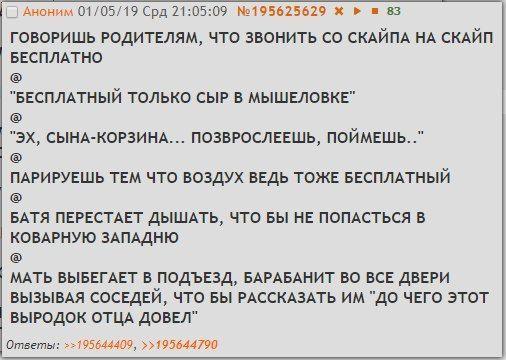 Аноним 01/05/19 Срд 21:05:09 №195625629 83
ГОВОРИШЬ РОДИТЕЛЯМ, ЧТО ЗВОНИТЬ СО СКАЙПА НА СКАЙП
БЕСПЛАТНО
@
"БЕСПЛАТНЫЙ ТОЛЬКО СЫР В МЫШЕЛОВКЕ"
@
"ЭХ, СЫНА-КОРЗИНА... ПОЗВРОСЛЕЕШЬ, ПОЙМЕШЬ.."
@
ПАРИРУЕШЬ ТЕМ ЧТО ВОЗДУХ ВЕДЬ ТОЖЕ БЕСПЛАТНЫЙ
@
БАТЯ ПЕРЕСТАЕТ ДЫШАТЬ, ЧТО БЫ НЕ ПОПАСТЬСЯ В
КОВАРНУЮ ЗАПАДНЮ
@
МАТЬ ВЫБЕГАЕТ В ПОДЪЕЗД, БАРАБАНИТ ВО ВСЕ ДВЕРИ
ВЫЗЫВАЯ СОСЕДЕЙ, ЧТО БЫ РАССКАЗАТЬ ИМ "ДО ЧЕГО ЭТОТ
ВЫРОДОК ОТЦА ДОВЕЛ"
Ответы: >>195644409, >>195644790